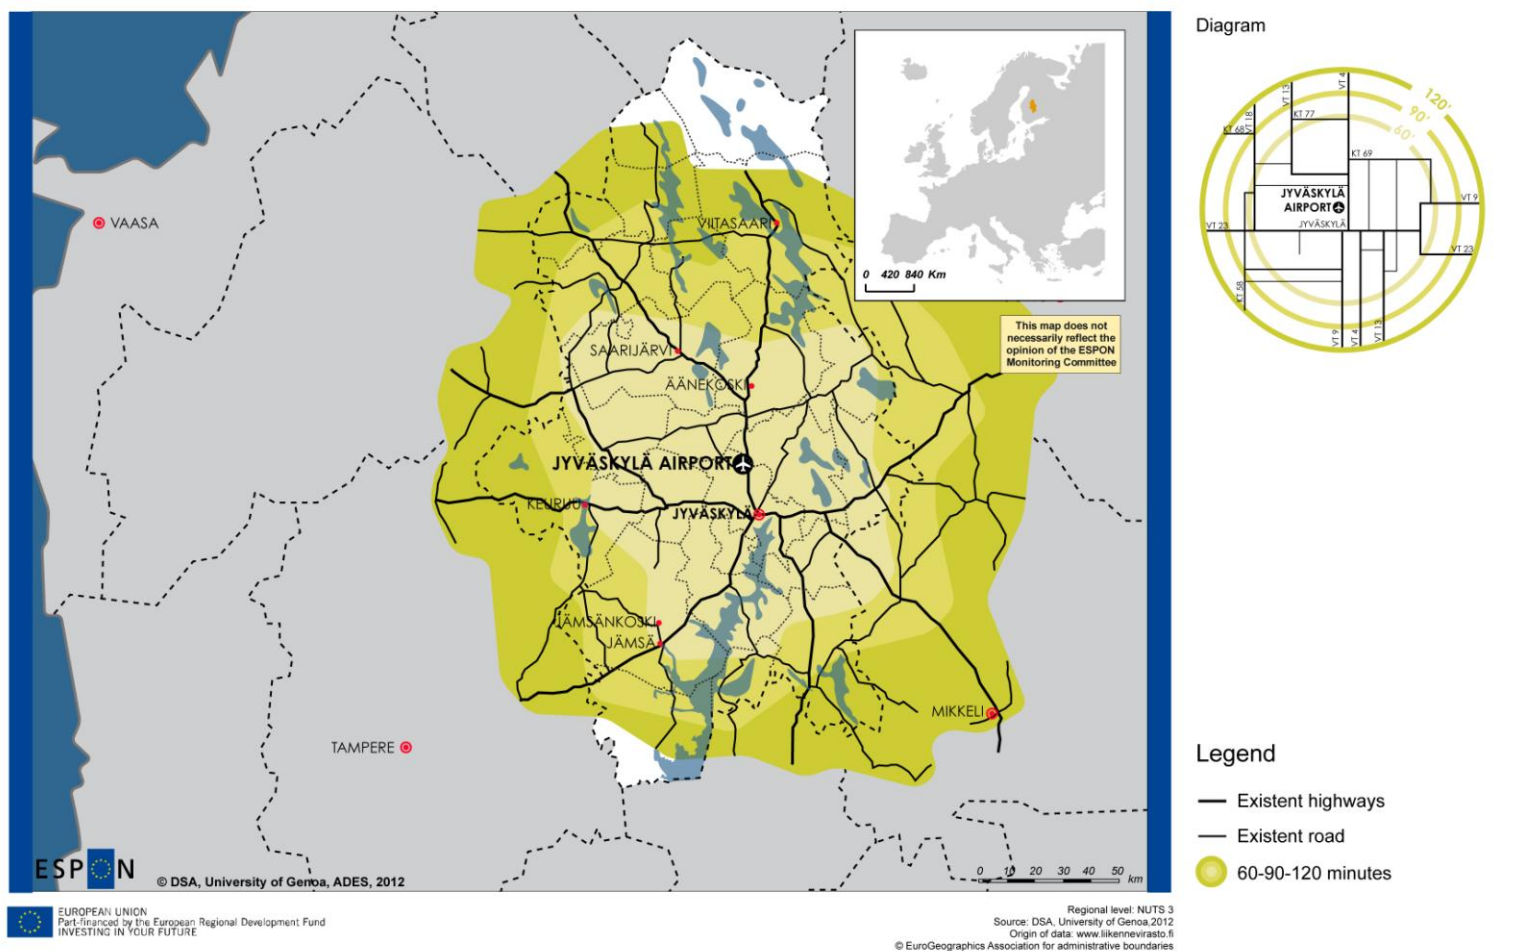 Diagram
120'
90'
60'
VT 4
VT 13
VT 18
KT 77
KT 68
KT 69
JYVÄSKYLÄ
AIRPORT
JYVÄSKYLÄ
VT 9
VT 23
VT 23
KT 58
VT 9
VT 4
VT 13
0 420 840 Km
VAASA
VIITASAARI
This map does not
necessarily reflect the
opinion of the ESPON
Monitoring Committee
SAARIJÄRVI
ÄÄNEKOSKI
JYVÄSKYLÄ AIRPORT
KEURUU
JYVÄSKYLÄ
JÄMSÄNKOSKI
JÄMSÄ
MIKKELI
TAMPERE
Legend
Existent highways
Existent road
60-90-120 minutes
ESPON
© DSA, University of Genoa, ADES, 2012
0 10 20 30 40 50
km
EUROPEAN UNION
Part-financed by the European Regional Development Fund
INVESTING IN YOUR FUTURE
Regional level: NUTS 3
Source: DSA, University of Genoa,2012
Origin of data: www.liikennevirasto.fi
© EuroGeographics Association for administrative boundaries